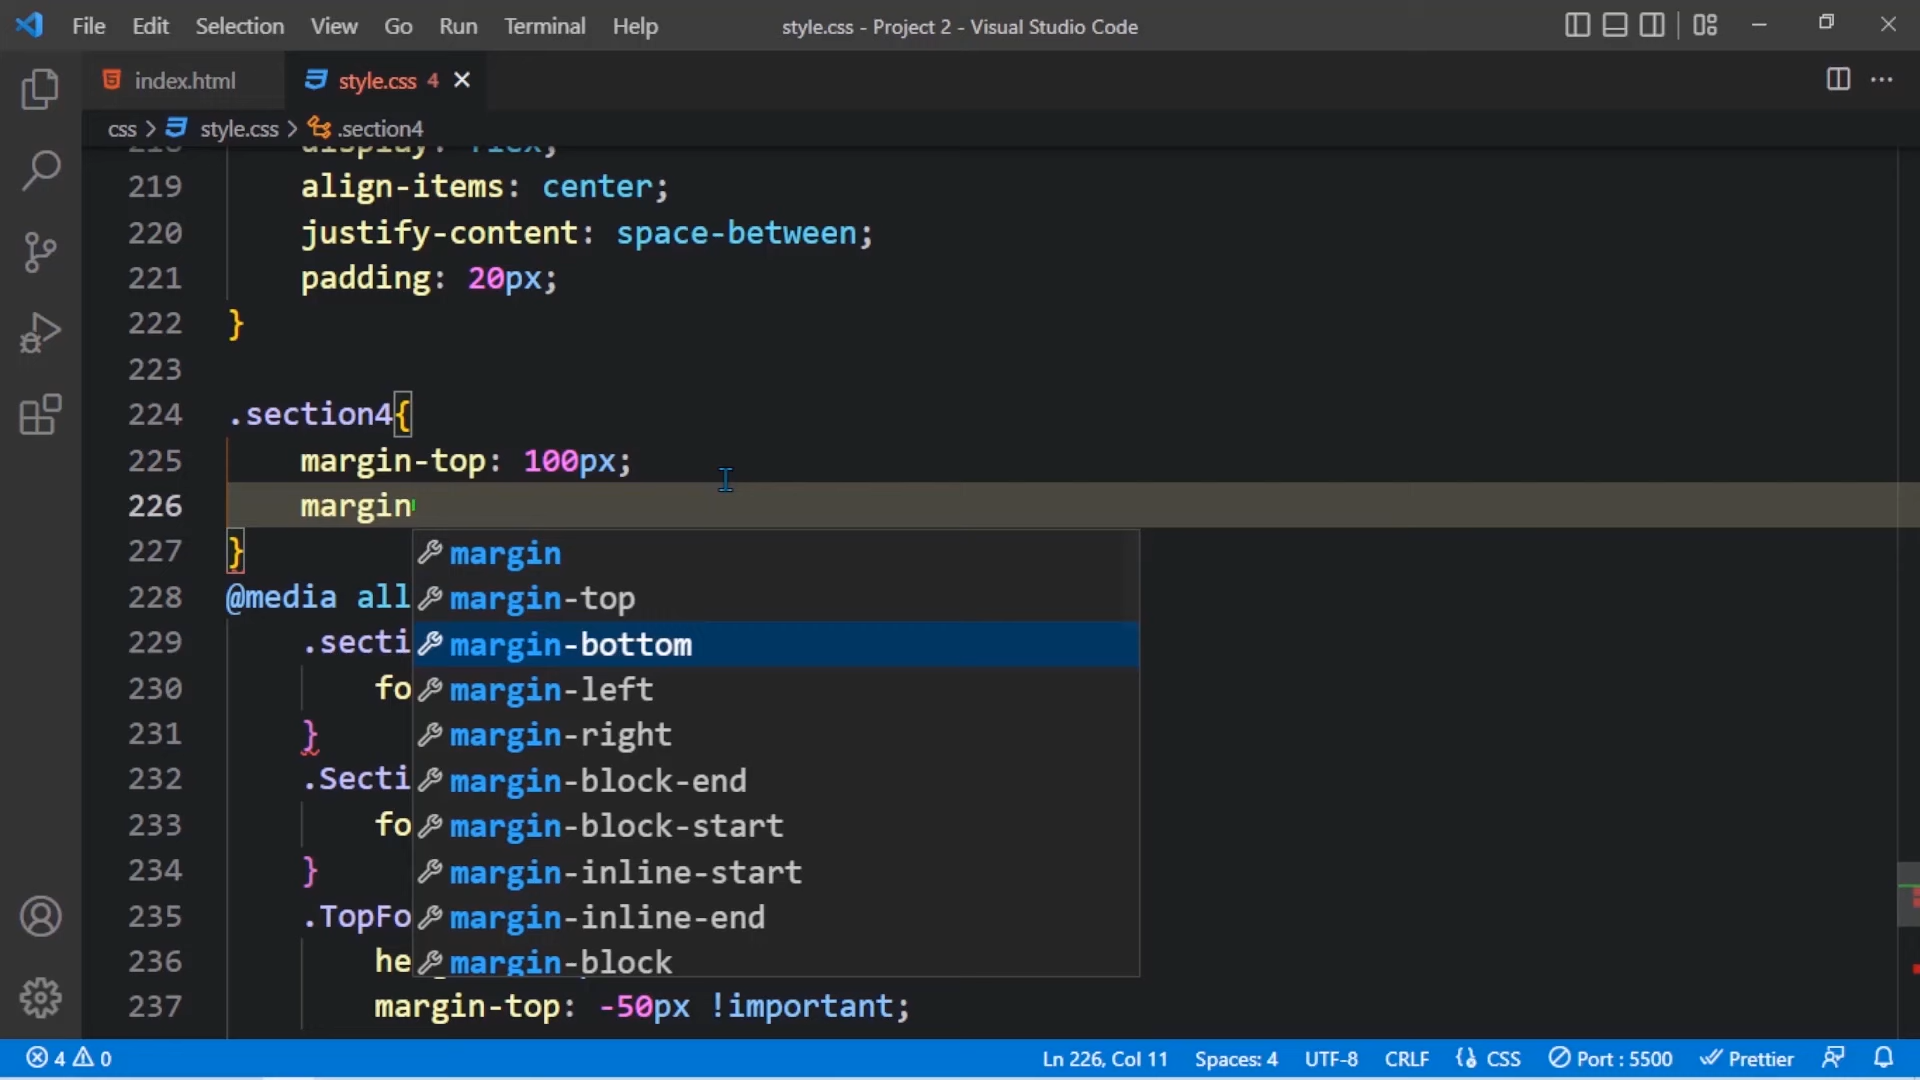 File Edit Selection View Go Run Terminal Help style.css - Project 2 - Visual Studio Code
index.html style.css 4
css > style.css > .section4
218 display: flex;
219 align-items: center;
220 justify-content: space-between;
221 padding: 20px;
222 }
223
224 .section4{
225 margin-top: 100px;
226 margin
227 }
margin
228 @media all
margin-top
229 .secti
margin-bottom
230 fo
margin-left
231 }
margin-right
232 .Secti
margin-block-end
233 fo
margin-block-start
234 }
margin-inline-start
235 .TopFo
margin-inline-end
236 he
margin-block
237 margin-top: -50px !important;
4 0 Ln 226, Col 11 Spaces: 4 UTF-8 CRLF CSS Port : 5500 Prettier